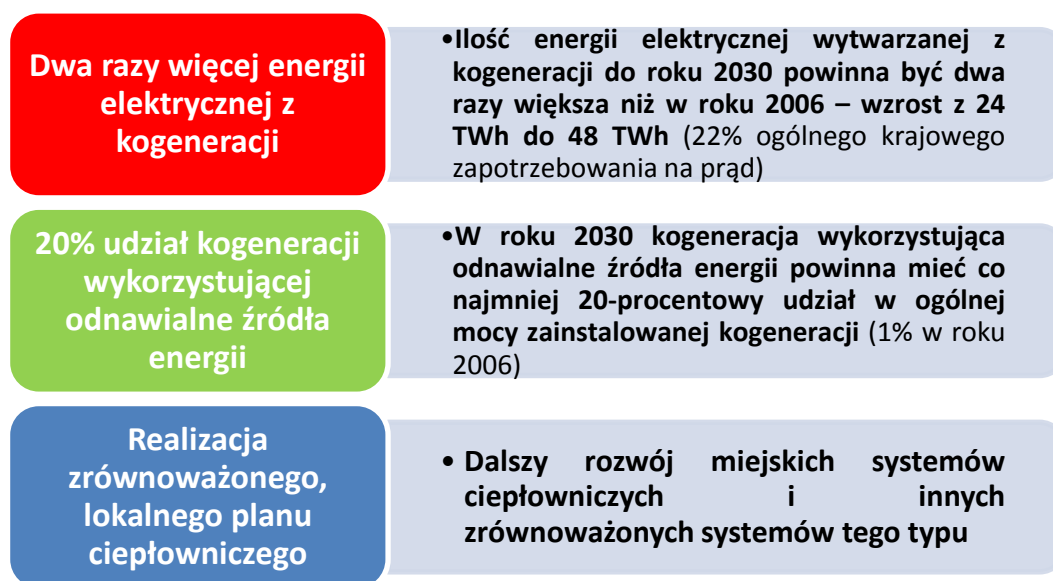 Dwa razy więcej energii
elektrycznej z
kogeneracji
•Ilość energii elektrycznej wytwarzanej z
kogeneracji do roku 2030 powinna być dwa
razy większa niż w roku 2006 – wzrost z 24
TWh do 48 TWh (22% ogólnego krajowego
zapotrzebowania na prąd)
20% udział kogeneracji
wykorzystującej
odnawialne źródła
energii
•W roku 2030 kogeneracja wykorzystująca
odnawialne źródła energii powinna mieć co
najmniej 20-procentowy udział w ogólnej
mocy zainstalowanej kogeneracji (1% w roku
2006)
Realizacja
zrównoważonego,
lokalnego planu
ciepłowniczego
• Dalszy rozwój miejskich systemów
ciepłowniczych i innych
zrównoważonych systemów tego typu